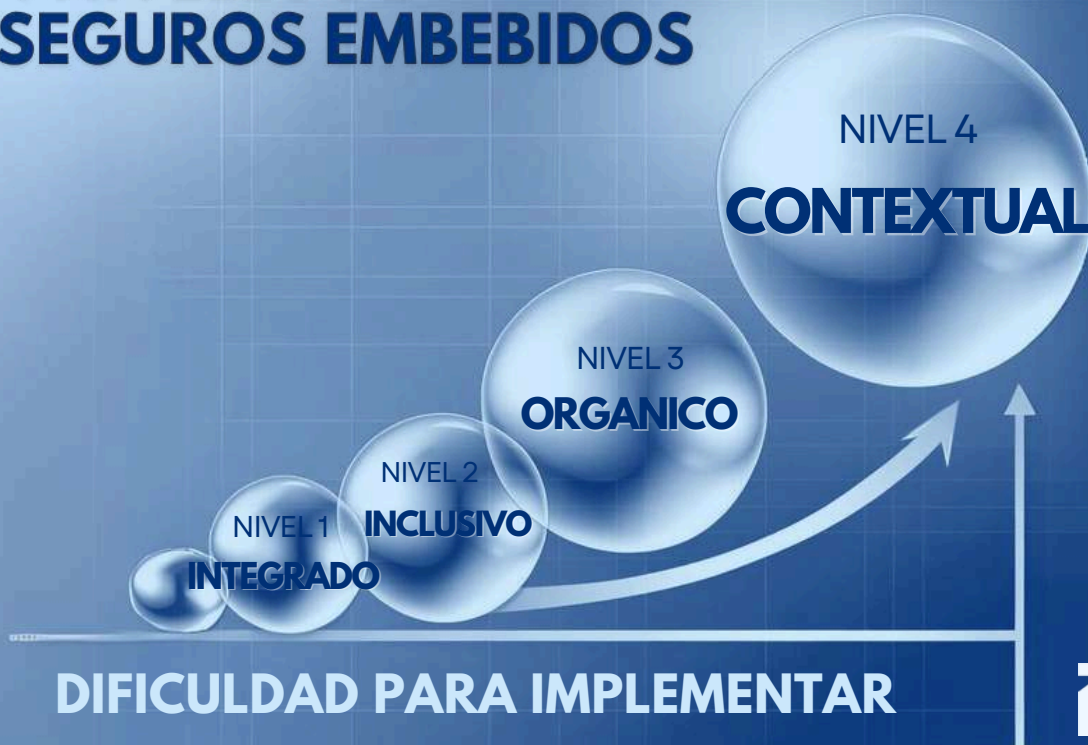 SEGUROS EMBEBIDOS
NIVEL 4
CONTEXTUAL
NIVEL 3
ORGANICO
NIVEL 2
INCLUSIVO
NIVEL 1
INTEGRADO
DIFICULDAD PARA IMPLEMENTAR